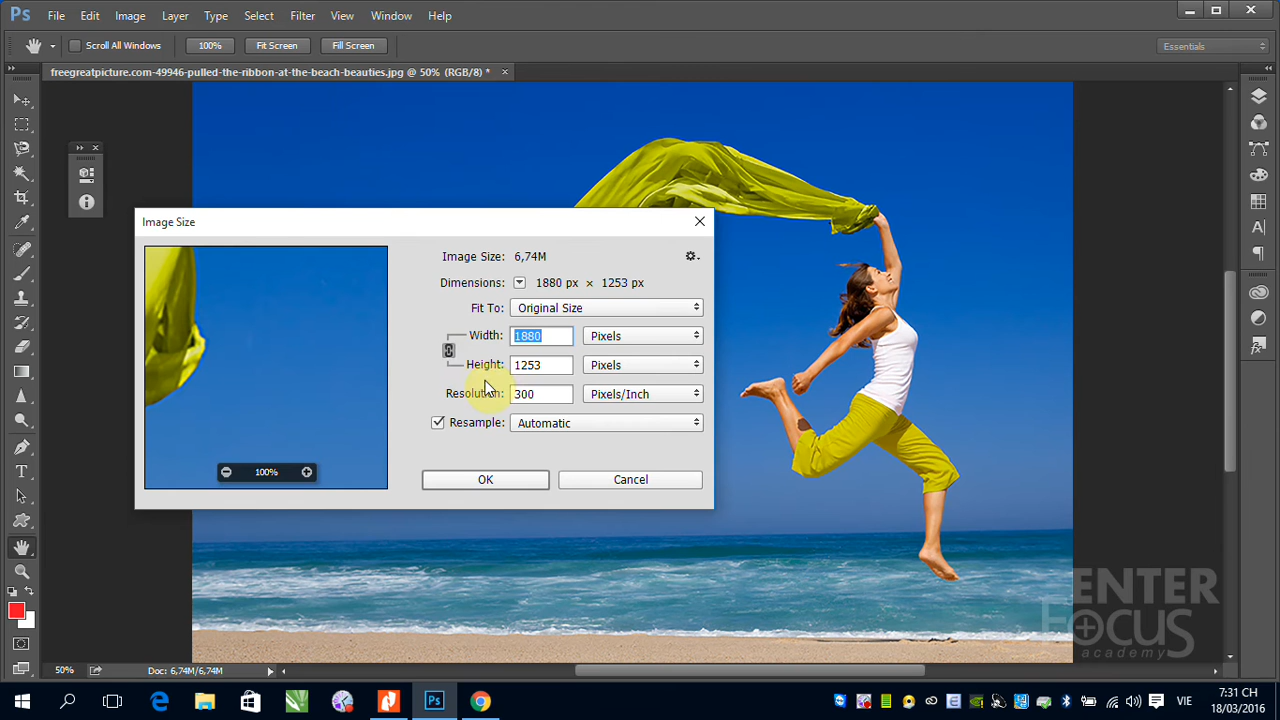 Ps File Edit Image Layer Type Select Filter View Window Help
Scroll All Windows 100% Fit Screen Fill Screen Essentials
freegreatpicture.com-49946-pulled-the-ribbon-at-the-beach-beauties.jpg @ 50% (RGB/8) *
Image Size
Image Size: 6,74M
Dimensions: 1880 px × 1253 px
Fit To: Original Size
Width: 1880 Pixels
Height: 1253 Pixels
Resolution: 300 Pixels/Inch
Resample: Automatic
100%
OK Cancel
CENTER
FOCUS
academy
50% Doc: 6,74M/6,74M
VIE
7:31 CH
18/03/2016